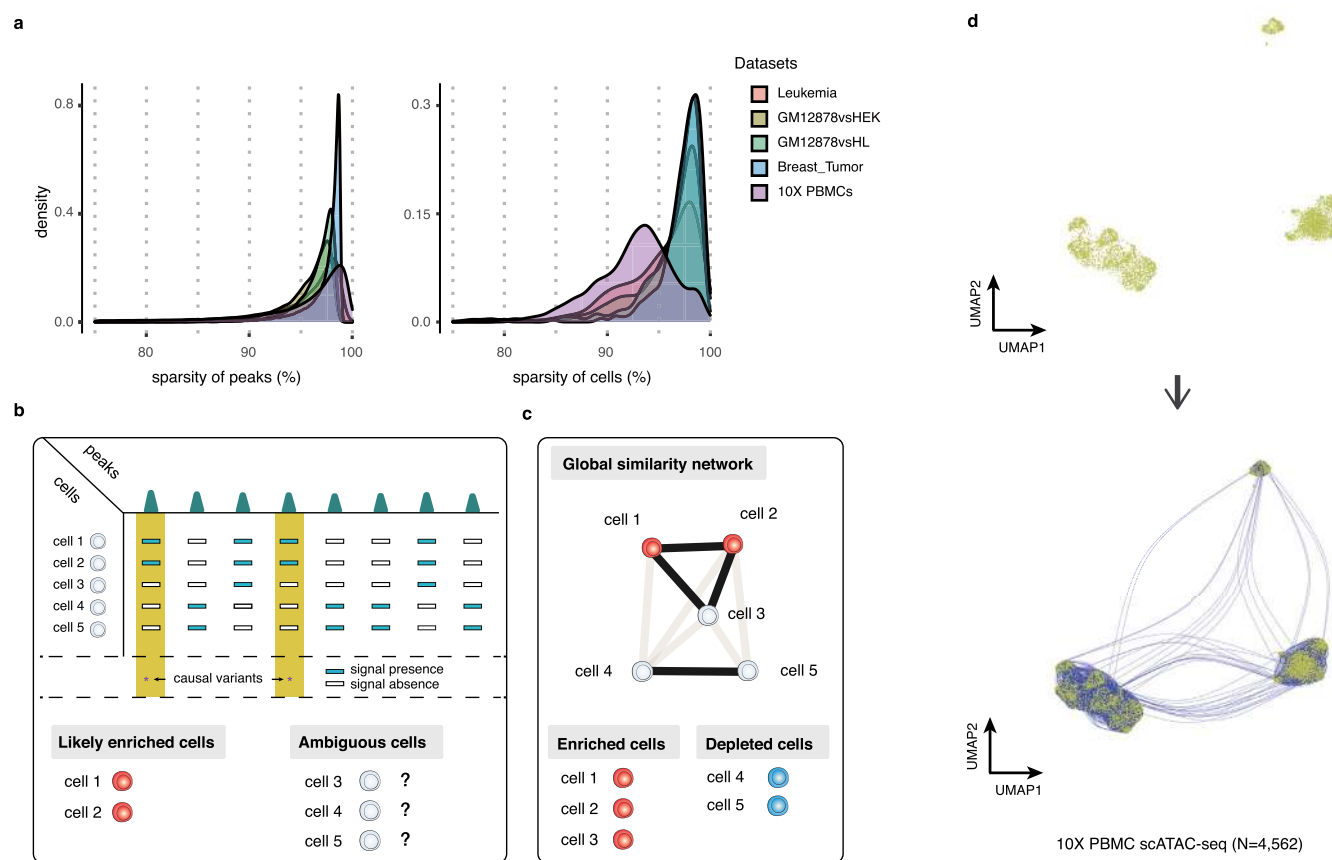 a
0.8
0.4
0.0
density
80
90
100
sparsity of peaks (%)
0.3
0.15
0.0
80
90
100
sparsity of cells (%)
Datasets
Leukemia
GM12878vsHEK
GM12878vsHL
Breast_Tumor
10X PBMCs
b
peaks
cells
cell 1
cell 2
cell 3
cell 4
cell 5
* causal variants *
signal presence
signal absence
Likely enriched cells
cell 1
cell 2
Ambiguous cells
cell 3 ?
cell 4 ?
cell 5 ?
c
Global similarity network
cell 1
cell 2
cell 3
cell 4
cell 5
Enriched cells
cell 1
cell 2
cell 3
Depleted cells
cell 4
cell 5
d
UMAP2
UMAP1
UMAP2
UMAP1
10X PBMC scATAC-seq (N=4,562)